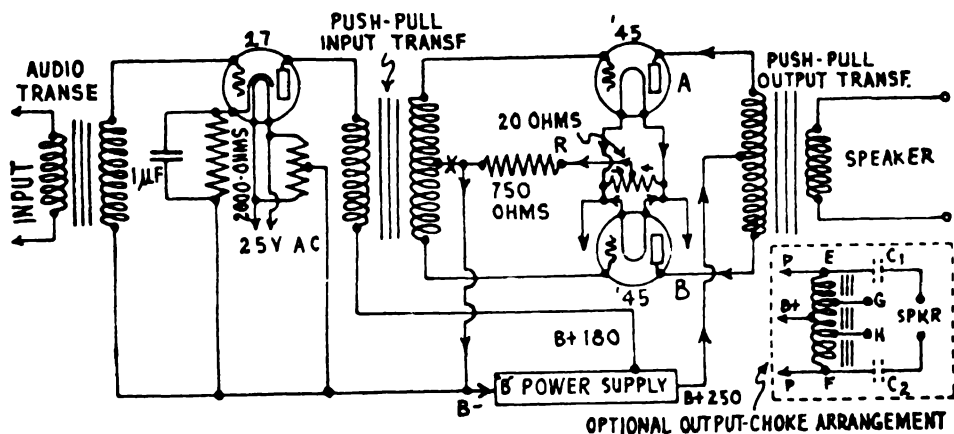 PUSH-PULL
INPUT TRANSF
27
'45
AUDIO
TRANSF
PUSH-PULL
OUTPUT TRANSF.
A
20 OHMS
R
X
INPUT
1µF
2000-OHMS
750
OHMS
SPEAKER
25V AC
'45
B
P E C1
B+ G
SPKR
H
P F C2
B+180
B POWER SUPPLY
B-
B+250
OPTIONAL OUTPUT-CHOKE ARRANGEMENT